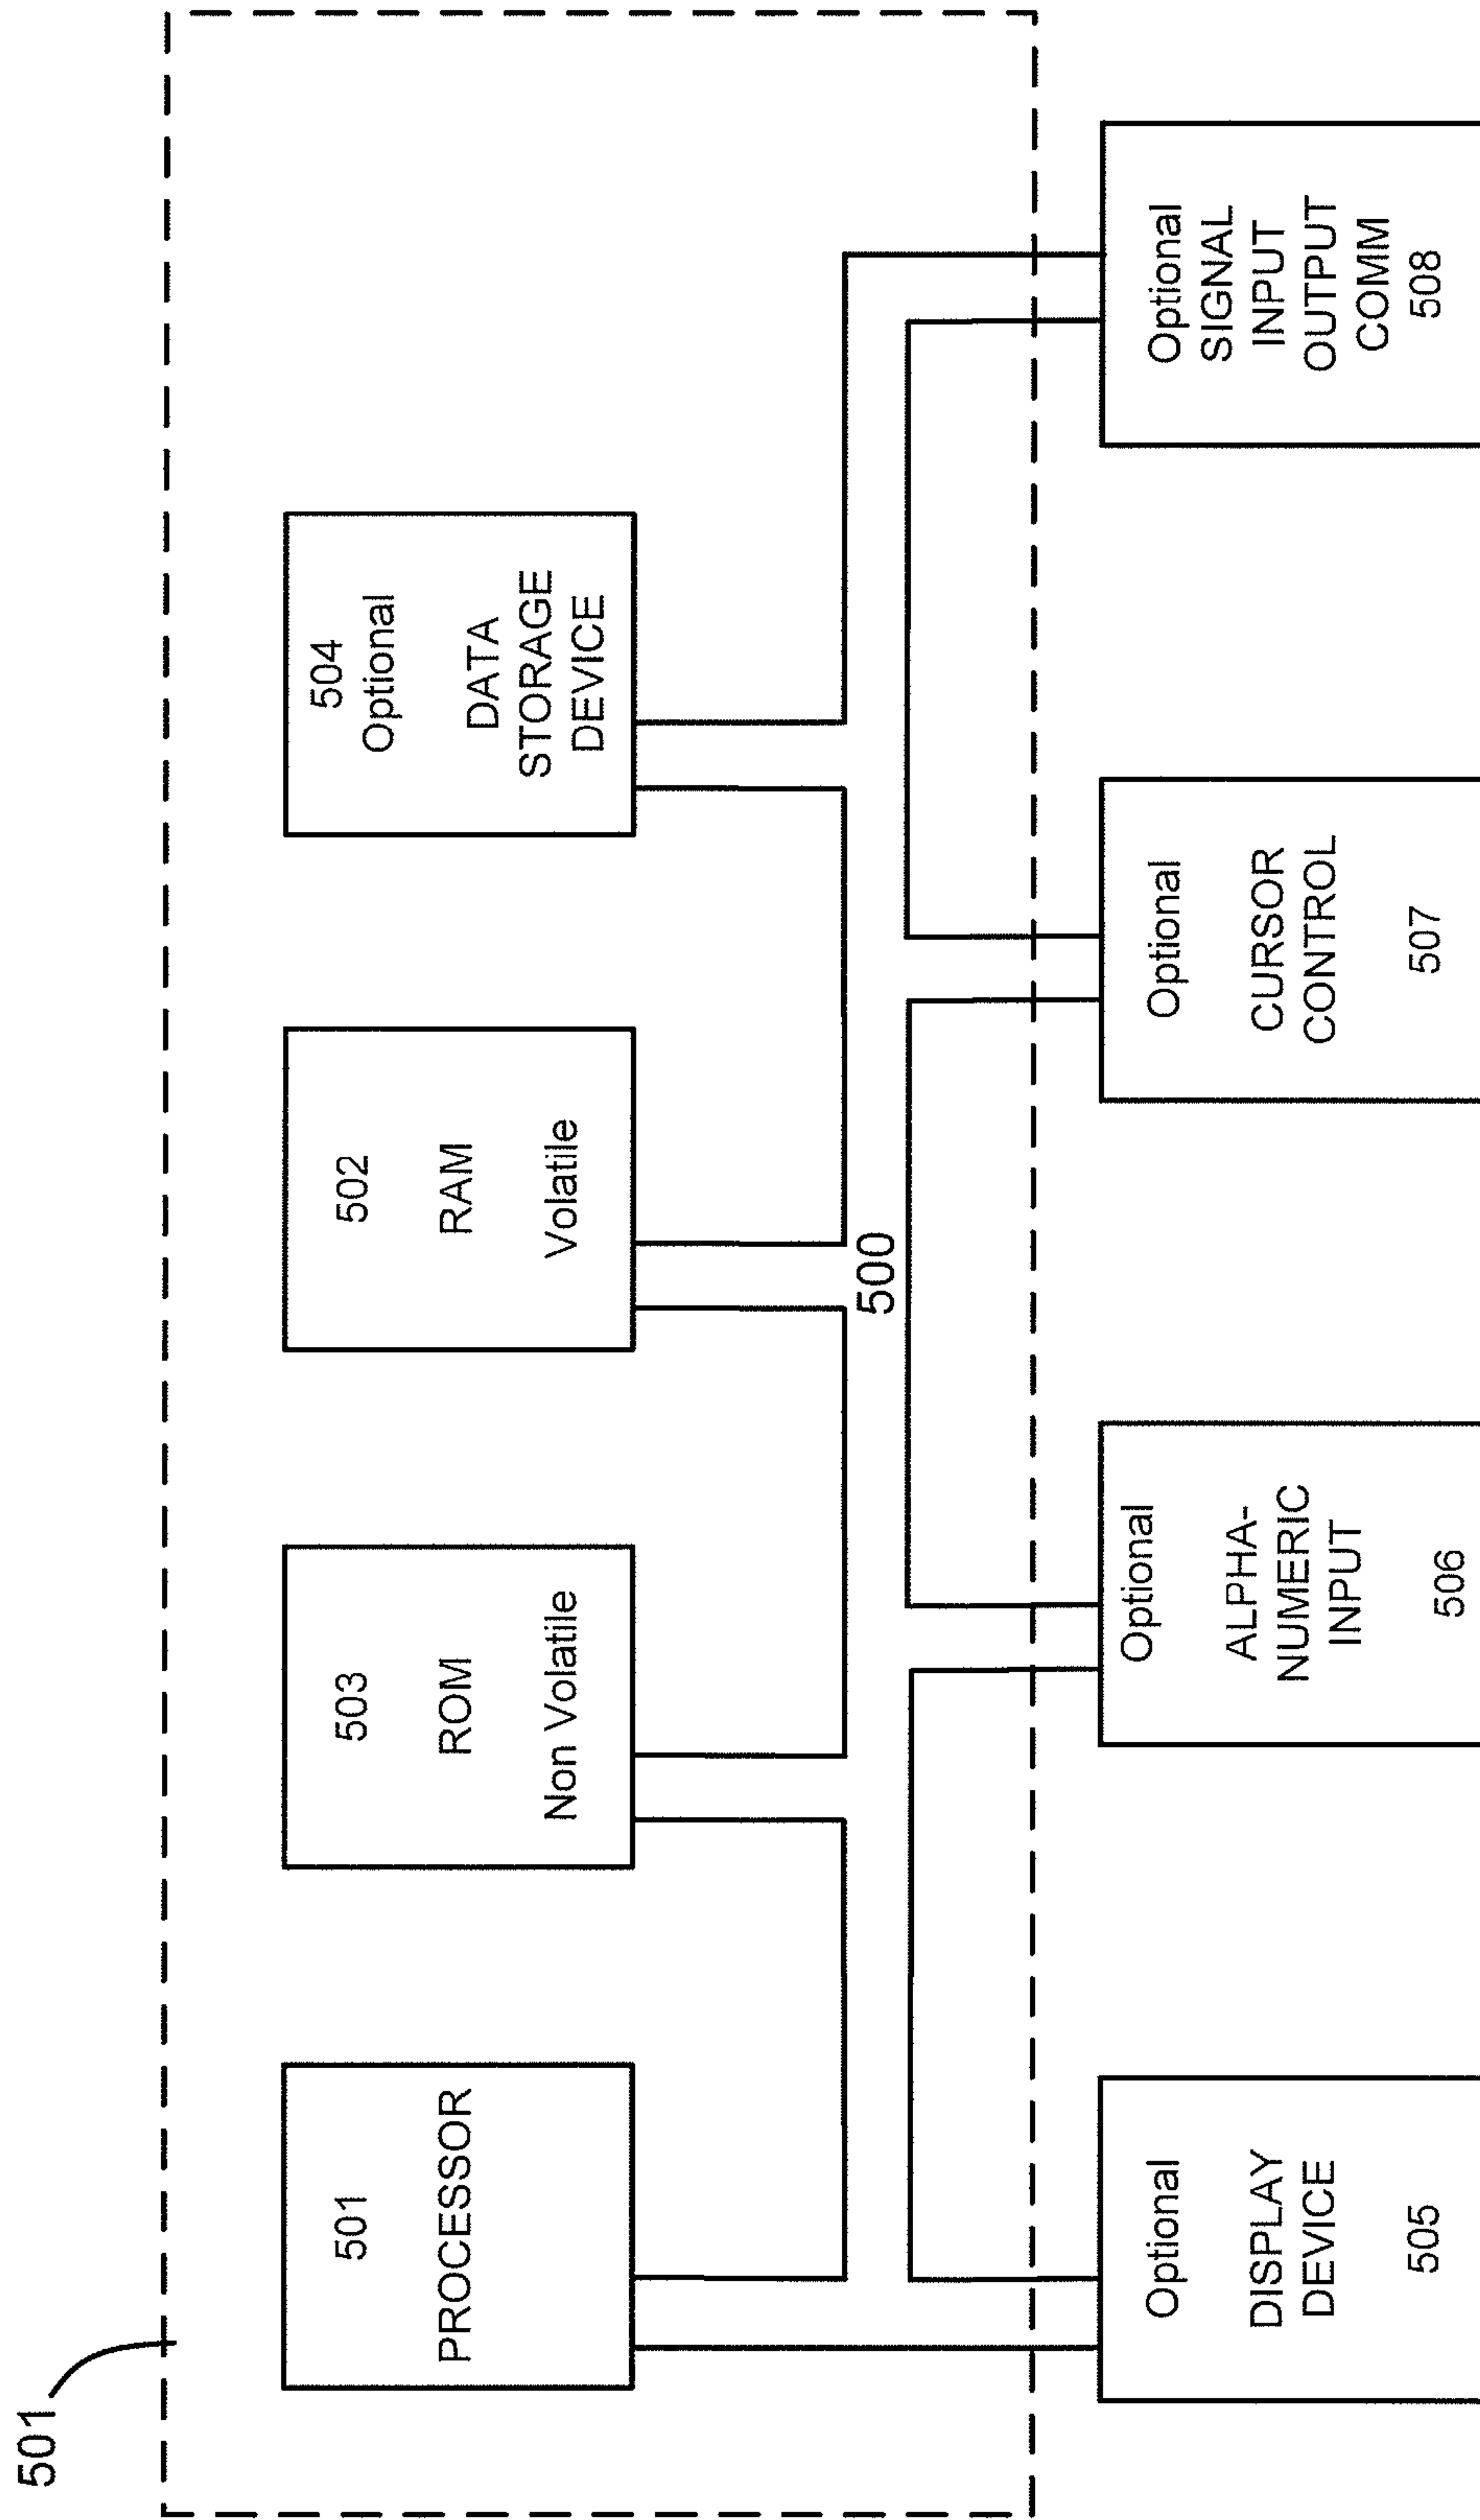 501
501
PROCESSOR
503
ROM
Non Volatile
502
RAM
Volatile
504
Optional
DATA
STORAGE
DEVICE
500
Optional
DISPLAY
DEVICE
505
Optional
ALPHA-
NUMERIC
INPUT
506
Optional
CURSOR
CONTROL
507
Optional
SIGNAL
INPUT
OUTPUT
COMM
508